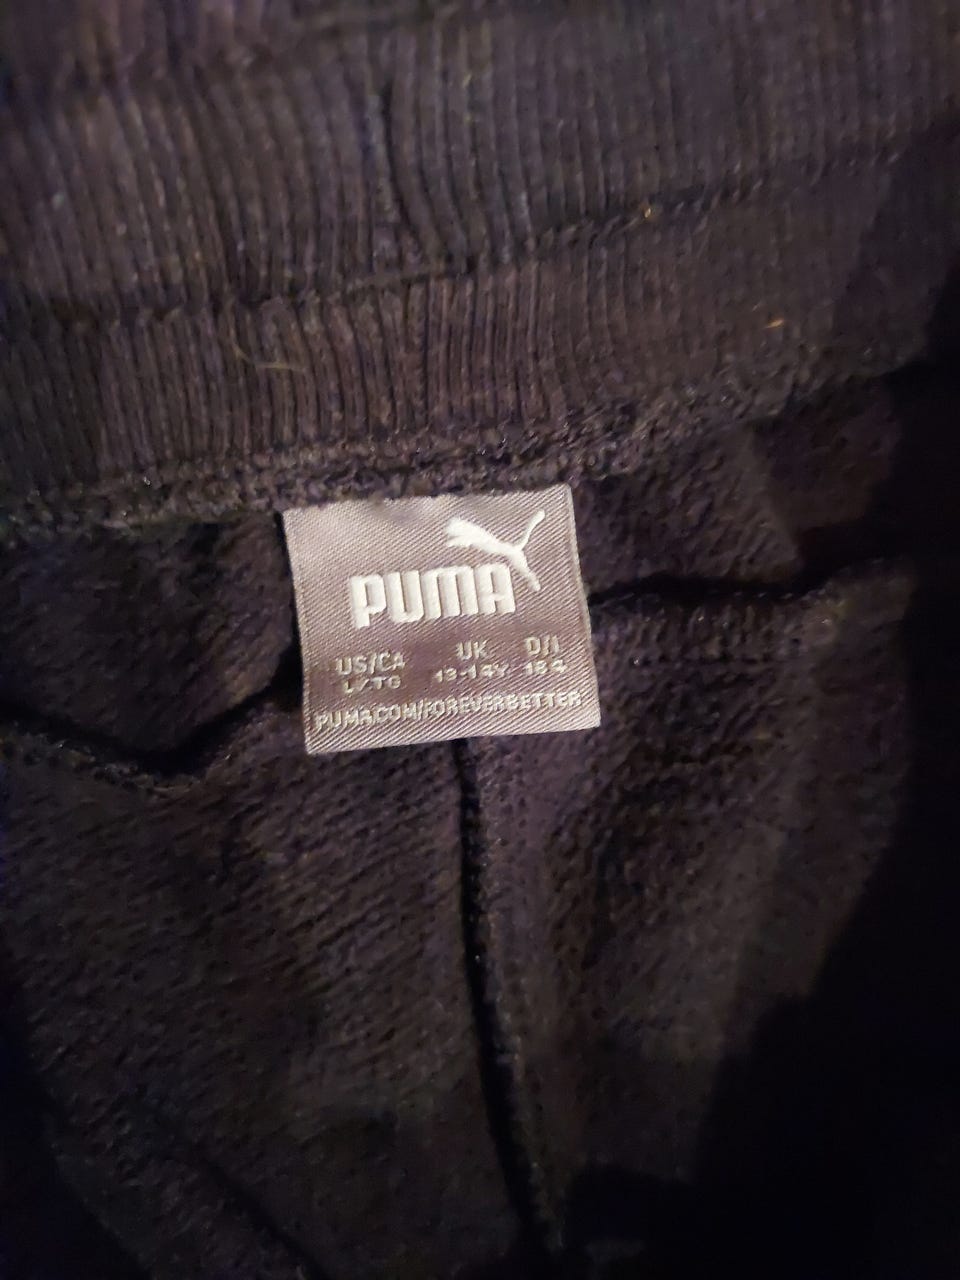 PUMA
US/CA UK D/I
L/TG 13-14Y 164
PUMA.COM/FOREVERBETTER